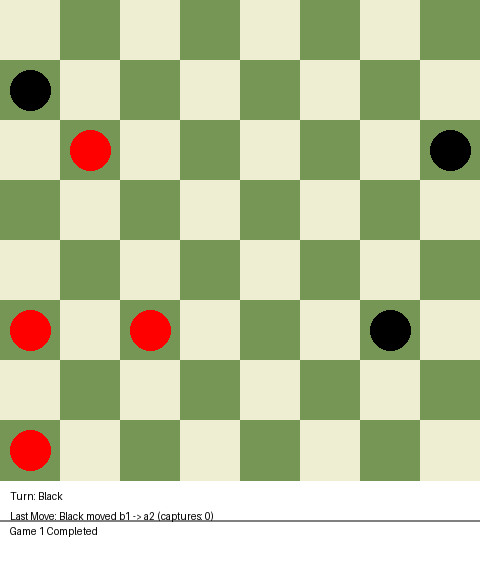 Turn: Black
Last Move: Black moved b1 -> a2 (captures: 0)
Game 1 Completed